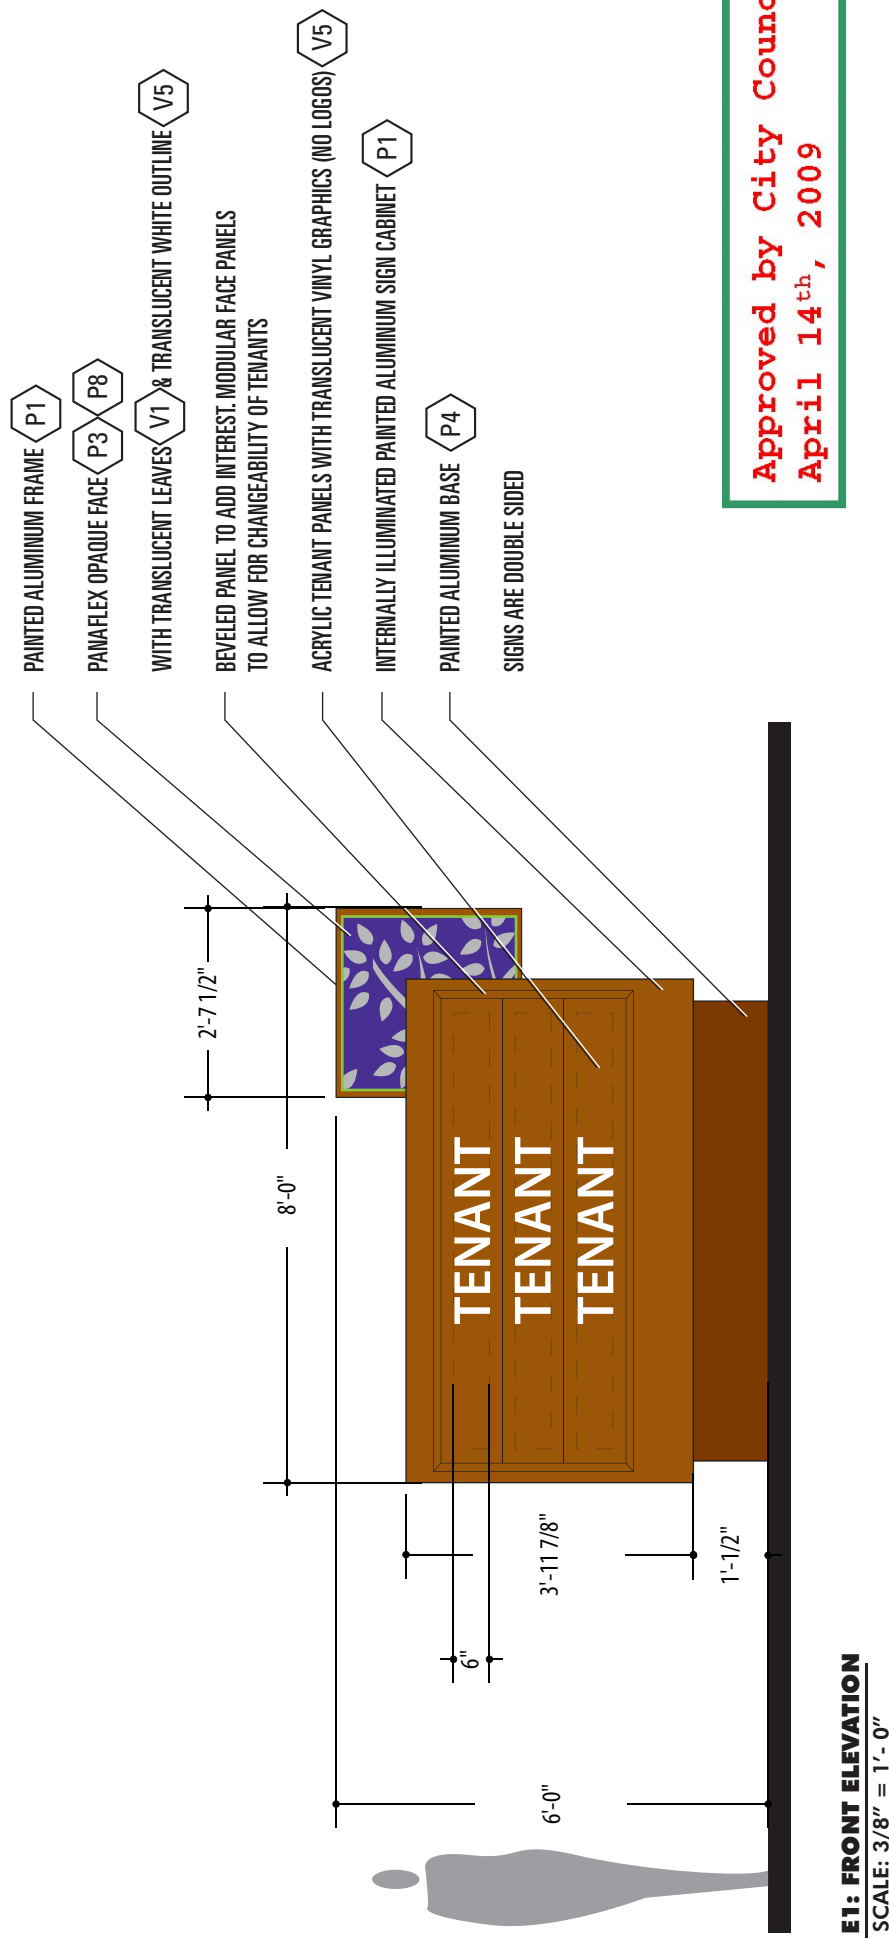 PAINTED ALUMINUM FRAME P1
PANAFLEX OPAQUE FACE P3 P8
WITH TRANSLUCENT LEAVES V1 & TRANSLUCENT WHITE OUTLINE V5
BEVELED PANEL TO ADD INTEREST. MODULAR FACE PANELS
TO ALLOW FOR CHANGEABILITY OF TENANTS
ACRYLIC TENANT PANELS WITH TRANSLUCENT VINYL GRAPHICS (NO LOGOS) V5
INTERNALLY ILLUMINATED PAINTED ALUMINUM SIGN CABINET P1
PAINTED ALUMINUM BASE P4
SIGNS ARE DOUBLE SIDED
2'-7 1/2"
8'-0"
TENANT
TENANT
TENANT
6"
3'-11 7/8"
1'-1/2"
6'-0"
Approved by City
April 14th, 2009
E1: FRONT ELEVATION
SCALE: 3/8" = 1'- 0"